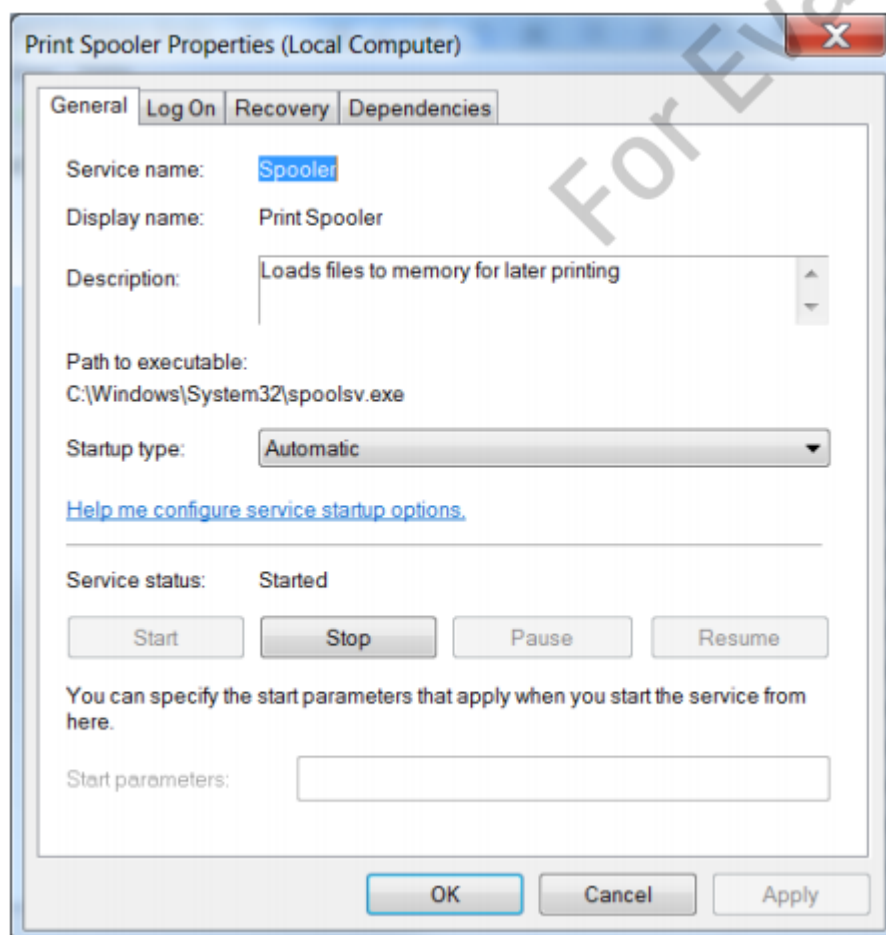 For Eva
Print Spooler Properties (Local Computer)
General Log On Recovery Dependencies
Service name: Spooler
Display name: Print Spooler
Description: Loads files to memory for later printing
Path to executable:
C:\Windows\System32\spoolsv.exe
Startup type: Automatic
Help me configure service startup options.
Service status: Started
Start Stop Pause Resume
You can specify the start parameters that apply when you start the service from
here.
Start parameters:
OK Cancel Apply